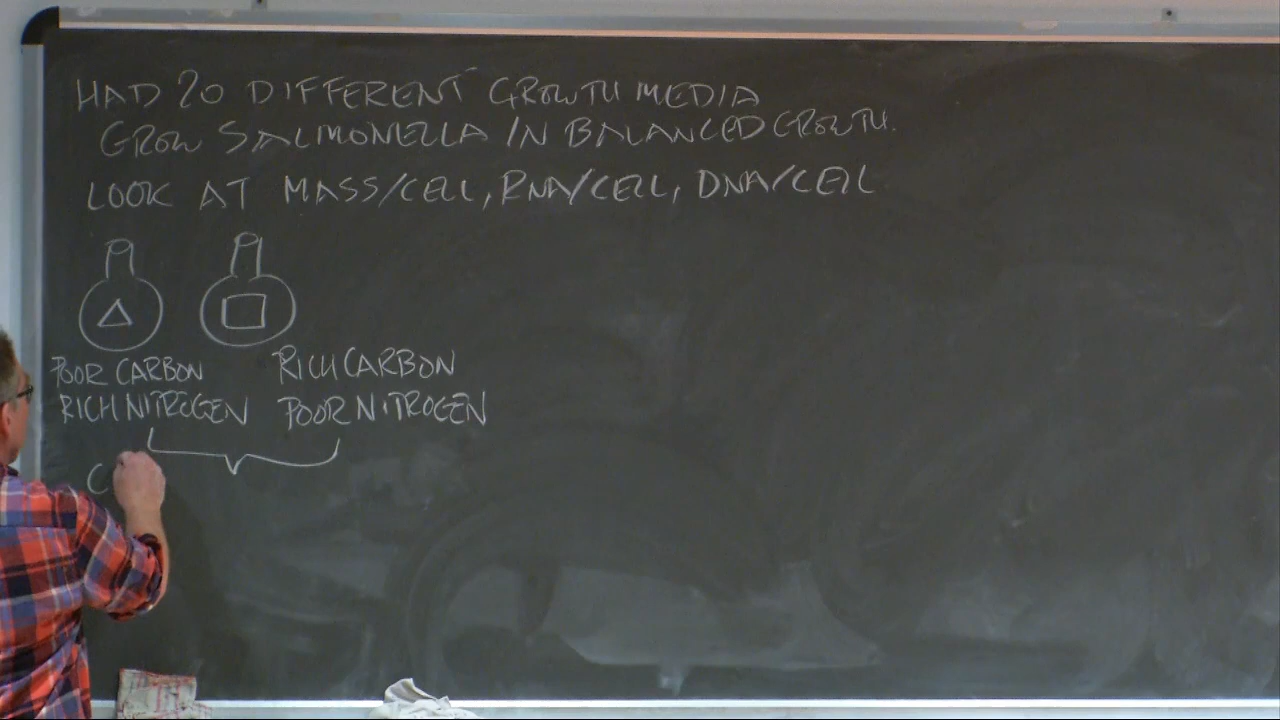 HAD 20 DIFFERENT GROWTH MEDIA
GROW SALMONELLA IN BALANCED GROWTH.
LOOK AT MASS/CELL, RNA/CELL, DNA/CELL
POOR CARBON RICH CARBON
RICH NITROGEN POOR NITROGEN
C